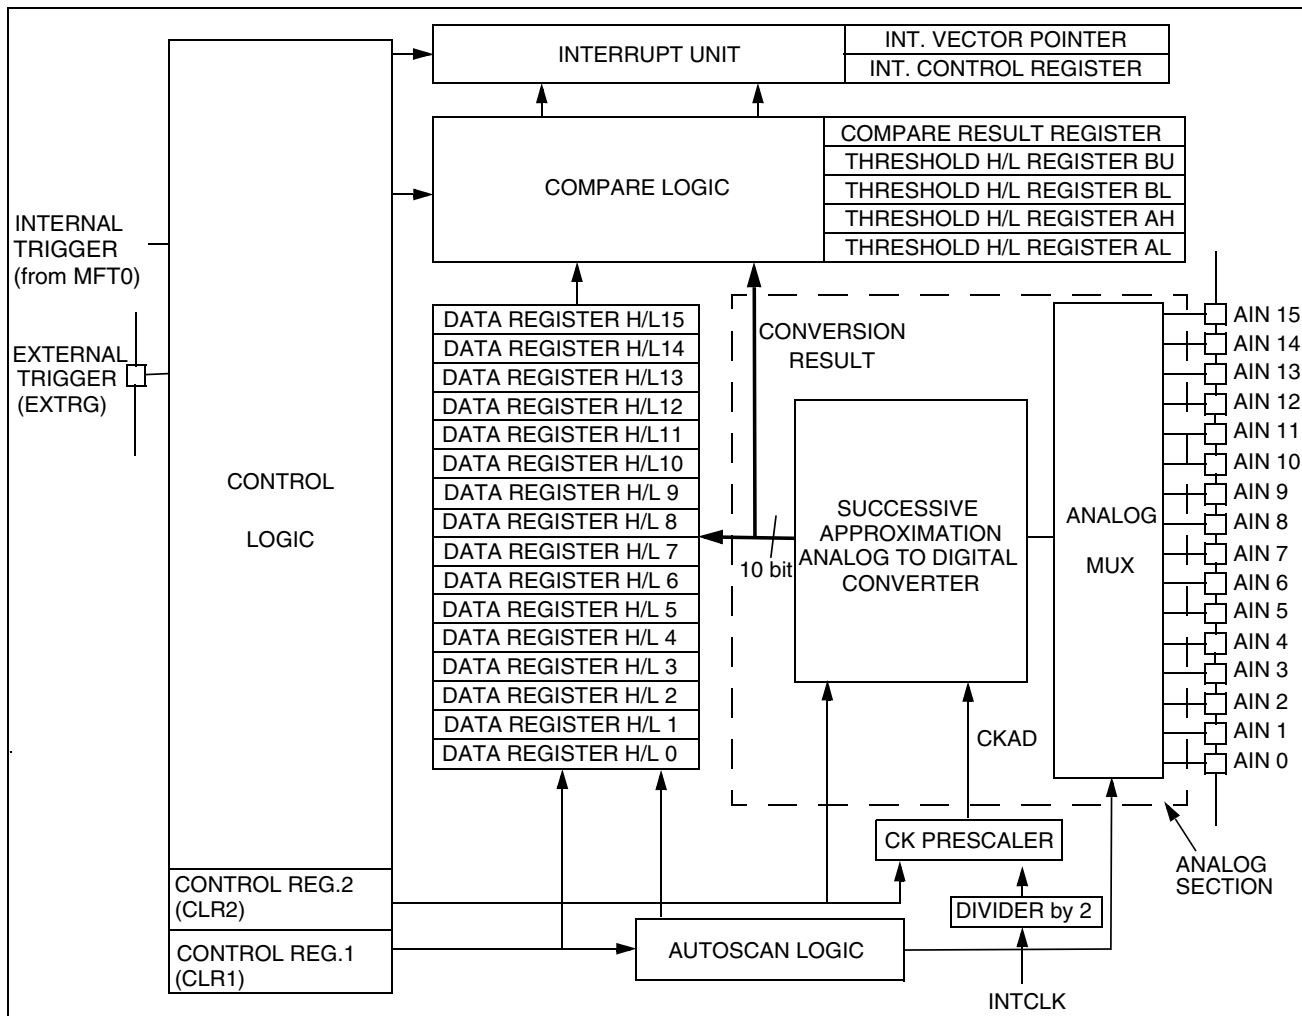 INTERRUPT UNIT
INT. VECTOR POINTER
INT. CONTROL REGISTER
COMPARE LOGIC
COMPARE RESULT REGISTER
THRESHOLD H/L REGISTER BU
THRESHOLD H/L REGISTER BL
THRESHOLD H/L REGISTER AH
THRESHOLD H/L REGISTER AL
INTERNAL
TRIGGER
(from MFT0)
EXTERNAL
TRIGGER
(EXTRG)
CONTROL
LOGIC
DATA REGISTER H/L15
DATA REGISTER H/L14
DATA REGISTER H/L13
DATA REGISTER H/L12
DATA REGISTER H/L11
DATA REGISTER H/L10
DATA REGISTER H/L 9
DATA REGISTER H/L 8
DATA REGISTER H/L 7
DATA REGISTER H/L 6
DATA REGISTER H/L 5
DATA REGISTER H/L 4
DATA REGISTER H/L 3
DATA REGISTER H/L 2
DATA REGISTER H/L 1
DATA REGISTER H/L 0
CONVERSION
RESULT
10 bit
SUCCESSIVE
APPROXIMATION
ANALOG TO DIGITAL
CONVERTER
ANALOG
MUX
AIN 15
AIN 14
AIN 13
AIN 12
AIN 11
AIN 10
AIN 9
AIN 8
AIN 7
AIN 6
AIN 5
AIN 4
AIN 3
AIN 2
AIN 1
AIN 0
CKAD
CK PRESCALER
ANALOG
SECTION
DIVIDER by 2
CONTROL REG.2
(CLR2)
CONTROL REG.1
(CLR1)
AUTOSCAN LOGIC
INTCLK